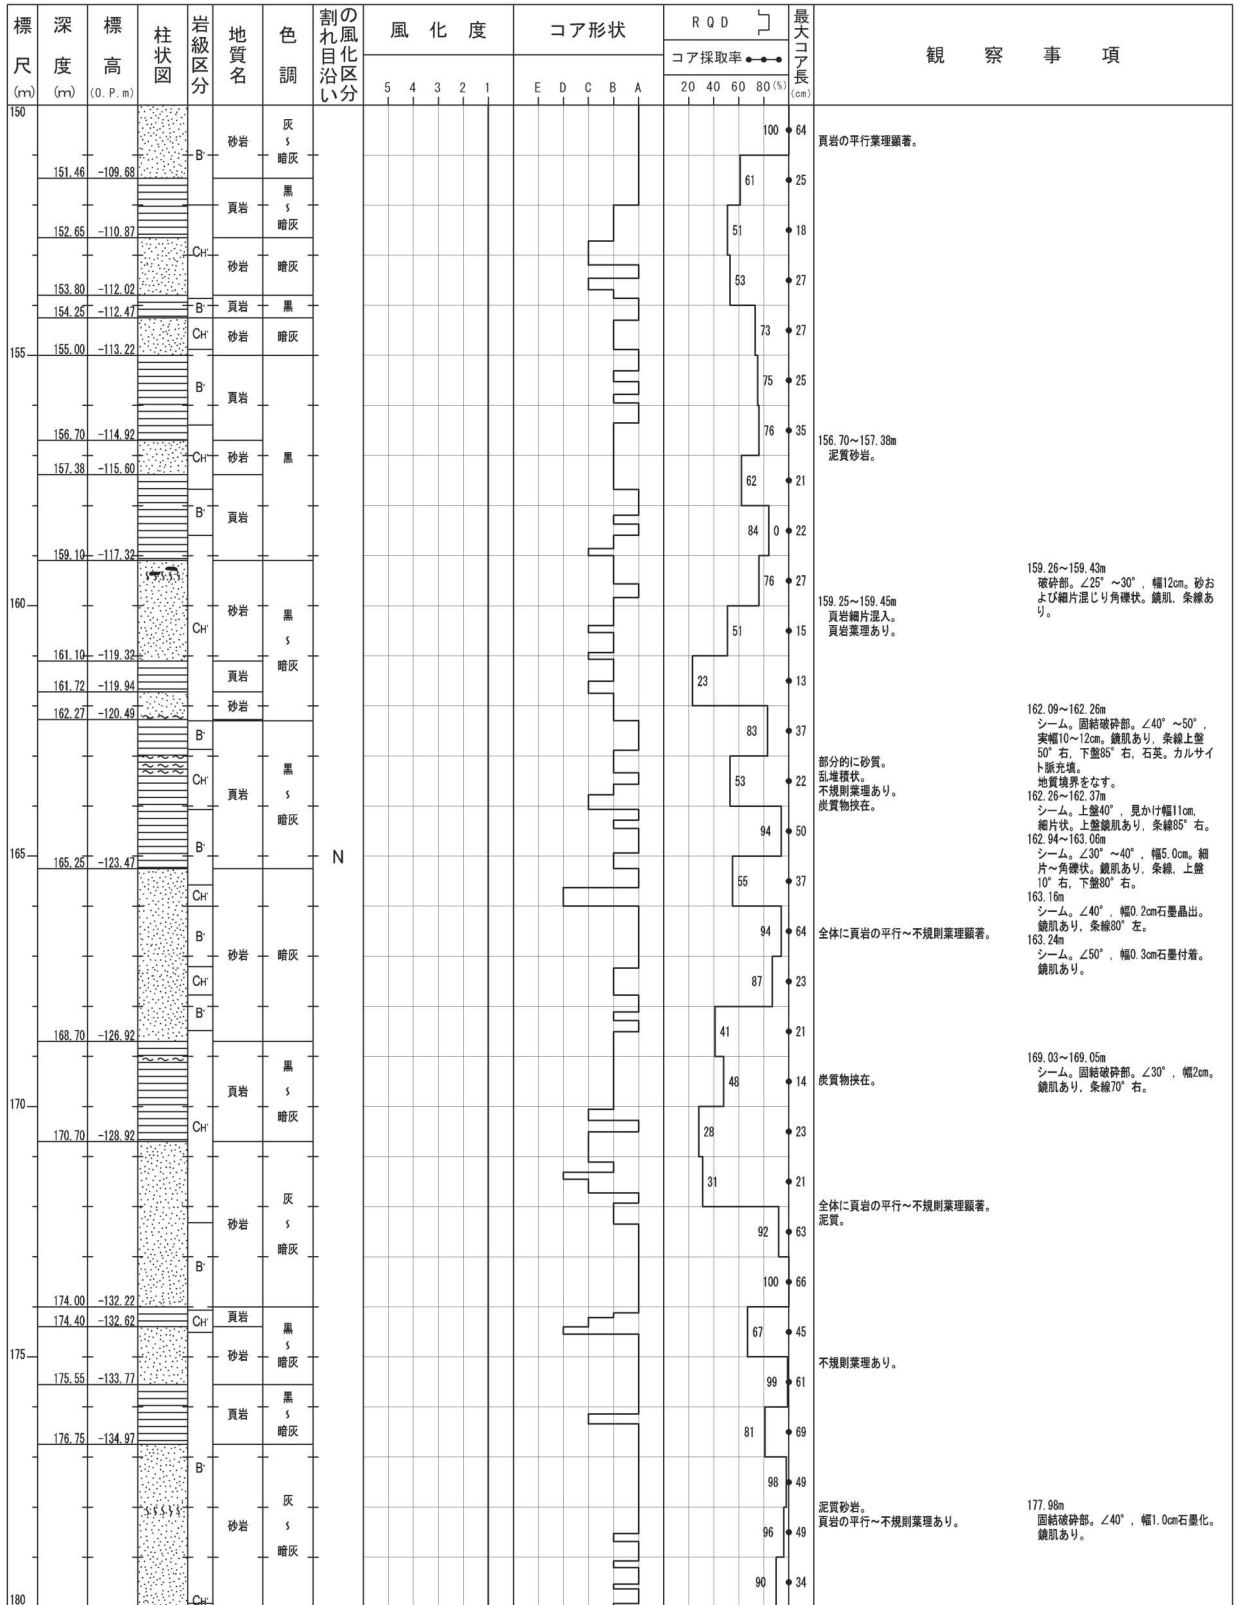 標尺(m)
深度(m)
標高(O.P.m)
柱状図
岩級区分
地質名
色調
割れ目沿いの風化区分
風化度
5 4 3 2 1
コア形状
E D C B A
RQD
コア採取率
20 40 60 80 (%)
最大コア長(cm)
観察事項
150
155
160
165
170
175
180
151.46 -109.68
152.65 -110.87
153.80 -112.02
154.25 -112.47
155.00 -113.22
156.70 -114.92
157.38 -115.60
159.10 -117.32
161.10 -119.32
161.72 -119.94
162.27 -120.49
165.25 -123.47
168.70 -126.92
170.70 -128.92
174.00 -132.22
174.40 -132.62
175.55 -133.77
176.75 -134.97
B'
CH'
B'
CH'
B'
CH'
B'
CH'
B'
CH'
B'
CH'
B'
CH'
B'
CH'
B'
CH'
B'
CH'
砂岩
頁岩
砂岩
頁岩
砂岩
頁岩
砂岩
頁岩
砂岩
頁岩
砂岩
頁岩
砂岩
頁岩
砂岩
頁岩
砂岩
頁岩
砂岩
灰～暗灰
黒～暗灰
暗灰
黒
暗灰
黒
黒～暗灰
黒～暗灰
暗灰
黒～暗灰
灰～暗灰
黒～暗灰
黒～暗灰
灰～暗灰
N
100 64
61 25
51 18
53 27
73 27
75 25
76 35
62 21
84 0 22
76 27
51 15
23 13
83 37
53 22
94 50
55 37
94 64
87 23
41 21
48 14
28 23
31 21
92 63
100 66
67 45
99 61
81 69
98 49
96 49
90 34
頁岩の平行葉理顕著。
156.70～157.38m
泥質砂岩。
159.25～159.45m
頁岩細片混入。
頁岩葉理あり。
部分的に砂質。
乱堆積状。
不規則葉理あり。
炭質物挟在。
全体に頁岩の平行～不規則葉理顕著。
炭質物挟在。
全体に頁岩の平行～不規則葉理顕著。
泥質。
不規則葉理あり。
泥質砂岩。
頁岩の平行～不規則葉理あり。
159.26～159.43m
破砕部。∠25°～30°，幅12cm。砂お
よび細片混じり角礫状。鏡肌，条線あ
り。
162.09～162.26m
シーム。固結破砕部。∠40°～50°，
実幅10～12cm。鏡肌あり，条線上盤
50°右，下盤85°右，石英。カルサイ
ト脈充填。
地質境界をなす。
162.26～162.37m
シーム。上盤40°，見かけ幅11cm，
細片状。上盤鏡肌あり，条線85°右。
162.94～163.06m
シーム。∠30°～40°，幅5.0cm。細
片～角礫状。鏡肌あり，条線，上盤
10°右，下盤80°右。
163.16m
シーム。∠40°，幅0.2cm石墨晶出。
鏡肌あり，条線80°左。
163.24m
シーム。∠50°，幅0.3cm石墨付着。
鏡肌あり。
169.03～169.05m
シーム。固結破砕部。∠30°，幅2cm。
鏡肌あり，条線70°右。
177.98m
固結破砕部。∠40°，幅1.0cm石墨化。
鏡肌あり。